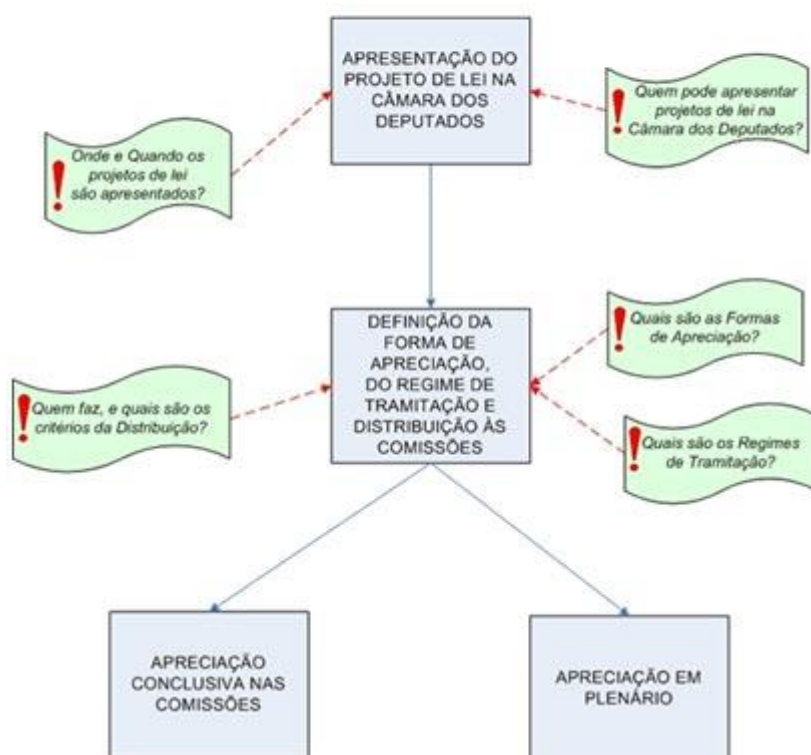 APRESENTAÇÃO DO
PROJETO DE LEI NA
CÂMARA DOS
DEPUTADOS
! Quem pode apresentar
projetos de lei na
Câmara dos Deputados?
! Onde e Quando os
projetos de lei
são apresentados?
DEFINIÇÃO DA
FORMA DE
APRECIAÇÃO,
DO REGIME DE
TRAMITAÇÃO E
DISTRIBUIÇÃO ÀS
COMISSÕES
! Quais são as Formas
de Apreciação?
! Quem faz, e quais são os
critérios da Distribuição?
! Quais são os Regimes
de Tramitação?
APRECIAÇÃO
CONCLUSIVA NAS
COMISSÕES
APRECIAÇÃO EM
PLENÁRIO